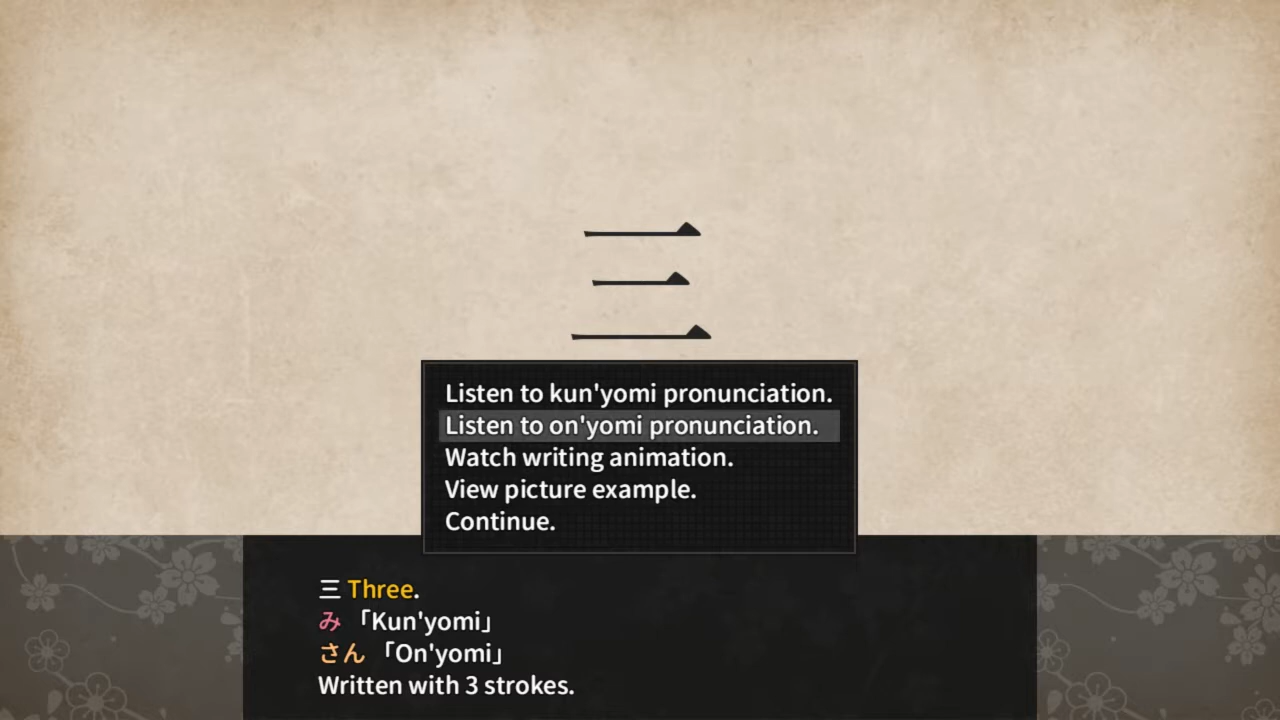 三
Listen to kun'yomi pronunciation.
Listen to on'yomi pronunciation.
Watch writing animation.
View picture example.
Continue.
三 Three.
み 「Kun'yomi」
さん 「On'yomi」
Written with 3 strokes.